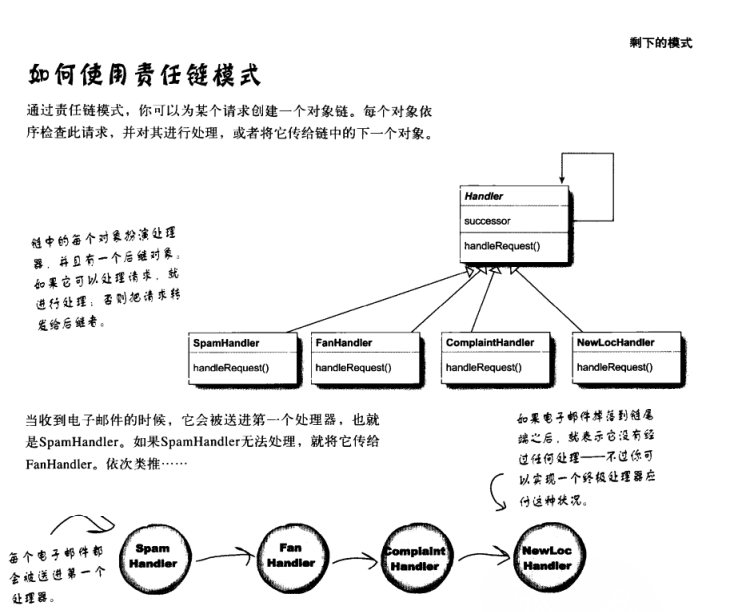 剩下的模式
如何使用责任链模式
通过责任链模式，你可以为某个请求创建一个对象链。每个对象依
序检查此请求，并对其进行处理，或者将它传给链中的下一个对象。
Handler
successor
handleRequest()
链中的每个对象扮演处理
器，并且有一个后继对象。
如果它可以处理请求，就
进行处理；否则把请求转
发给后继者。
SpamHandler
handleRequest()
FanHandler
handleRequest()
ComplaintHandler
handleRequest()
NewLocHandler
handleRequest()
当收到电子邮件的时候，它会被送进第一个处理器，也就
是SpamHandler。如果SpamHandler无法处理，就将它传给
FanHandler。依次类推……
如果电子邮件掉落到链尾
端之后，就表示它没有经
过任何处理——不过你可
以实现一个终极处理器应
付这种状况。
每个电子邮件都
会被送进第一个
处理器。
Spam
Handler
Fan
Handler
Complaint
Handler
NewLoc
Handler